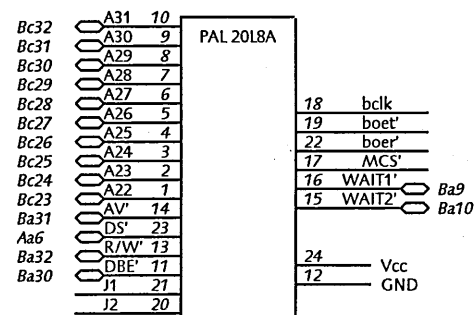 Bc32 A31 10 PAL 20L8A
Bc31 A30 9
Bc30 A29 8
Bc29 A28 7
Bc28 A27 6
Bc27 A26 5
Bc26 A25 4
Bc25 A24 3
Bc24 A23 2
Bc23 A22 1
Ba31 AV' 14
Aa6 DS' 23
Ba32 R/W' 13
Ba30 DBE' 11
J1 21
J2 20
18 bclk
19 boet'
22 boer'
17 MCS'
16 WAIT1' Ba9
15 WAIT2' Ba10
24 Vcc
12 GND